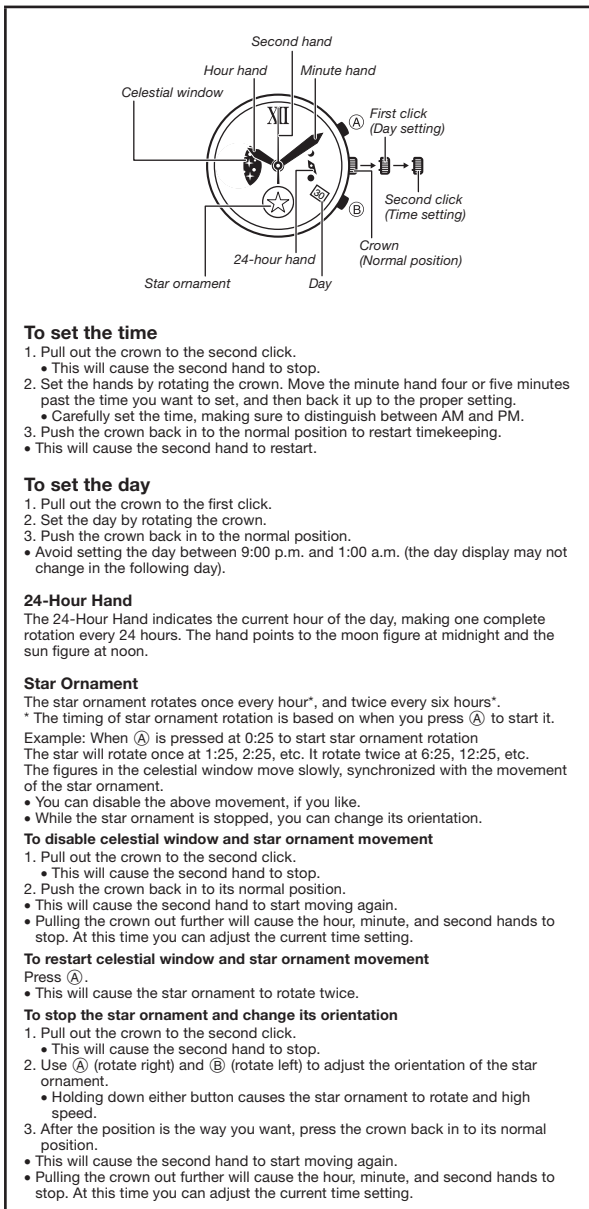 Second hand
Hour hand
Minute hand
Celestial window
XII
Ⓐ
First click
(Day setting)
30
Ⓑ
Second click
(Time setting)
24-hour hand
Crown
(Normal position)
Star ornament
Day
To set the time
1. Pull out the crown to the second click.
• This will cause the second hand to stop.
2. Set the hands by rotating the crown. Move the minute hand four or five minutes
past the time you want to set, and then back it up to the proper setting.
• Carefully set the time, making sure to distinguish between AM and PM.
3. Push the crown back in to the normal position to restart timekeeping.
• This will cause the second hand to restart.
To set the day
1. Pull out the crown to the first click.
2. Set the day by rotating the crown.
3. Push the crown back in to the normal position.
• Avoid setting the day between 9:00 p.m. and 1:00 a.m. (the day display may not
change in the following day).
24-Hour Hand
The 24-Hour Hand indicates the current hour of the day, making one complete
rotation every 24 hours. The hand points to the moon figure at midnight and the
sun figure at noon.
Star Ornament
The star ornament rotates once every hour*, and twice every six hours*.
* The timing of star ornament rotation is based on when you press Ⓐ to start it.
Example: When Ⓐ is pressed at 0:25 to start star ornament rotation
The star will rotate once at 1:25, 2:25, etc. It rotate twice at 6:25, 12:25, etc.
The figures in the celestial window move slowly, synchronized with the movement
of the star ornament.
• You can disable the above movement, if you like.
• While the star ornament is stopped, you can change its orientation.
To disable celestial window and star ornament movement
1. Pull out the crown to the second click.
• This will cause the second hand to stop.
2. Push the crown back in to its normal position.
• This will cause the second hand to start moving again.
• Pulling the crown out further will cause the hour, minute, and second hands to
stop. At this time you can adjust the current time setting.
To restart celestial window and star ornament movement
Press Ⓐ.
• This will cause the star ornament to rotate twice.
To stop the star ornament and change its orientation
1. Pull out the crown to the second click.
• This will cause the second hand to stop.
2. Use Ⓐ (rotate right) and Ⓑ (rotate left) to adjust the orientation of the star
ornament.
• Holding down either button causes the star ornament to rotate and high
speed.
3. After the position is the way you want, press the crown back in to its normal
position.
• This will cause the second hand to start moving again.
• Pulling the crown out further will cause the hour, minute, and second hands to
stop. At this time you can adjust the current time setting.